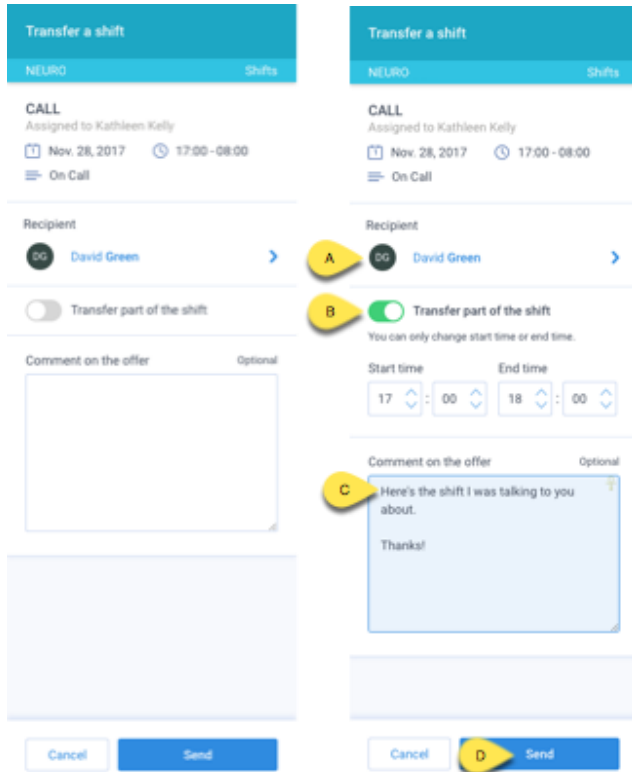 Transfer a shift
NEURO Shifts
CALL
Assigned to Kathleen Kelly
Nov. 28, 2017 17:00-08:00
On Call
Recipient
DG David Green
Transfer part of the shift
Comment on the offer Optional
Cancel Send
Transfer a shift
NEURO Shifts
CALL
Assigned to Kathleen Kelly
Nov. 28, 2017 17:00-08:00
On Call
Recipient
A DG David Green
B Transfer part of the shift
You can only change start time or end time.
Start time End time
17 : 00 18 : 00
Comment on the offer Optional
C Here's the shift I was talking to you
about.
Thanks!
Cancel D Send